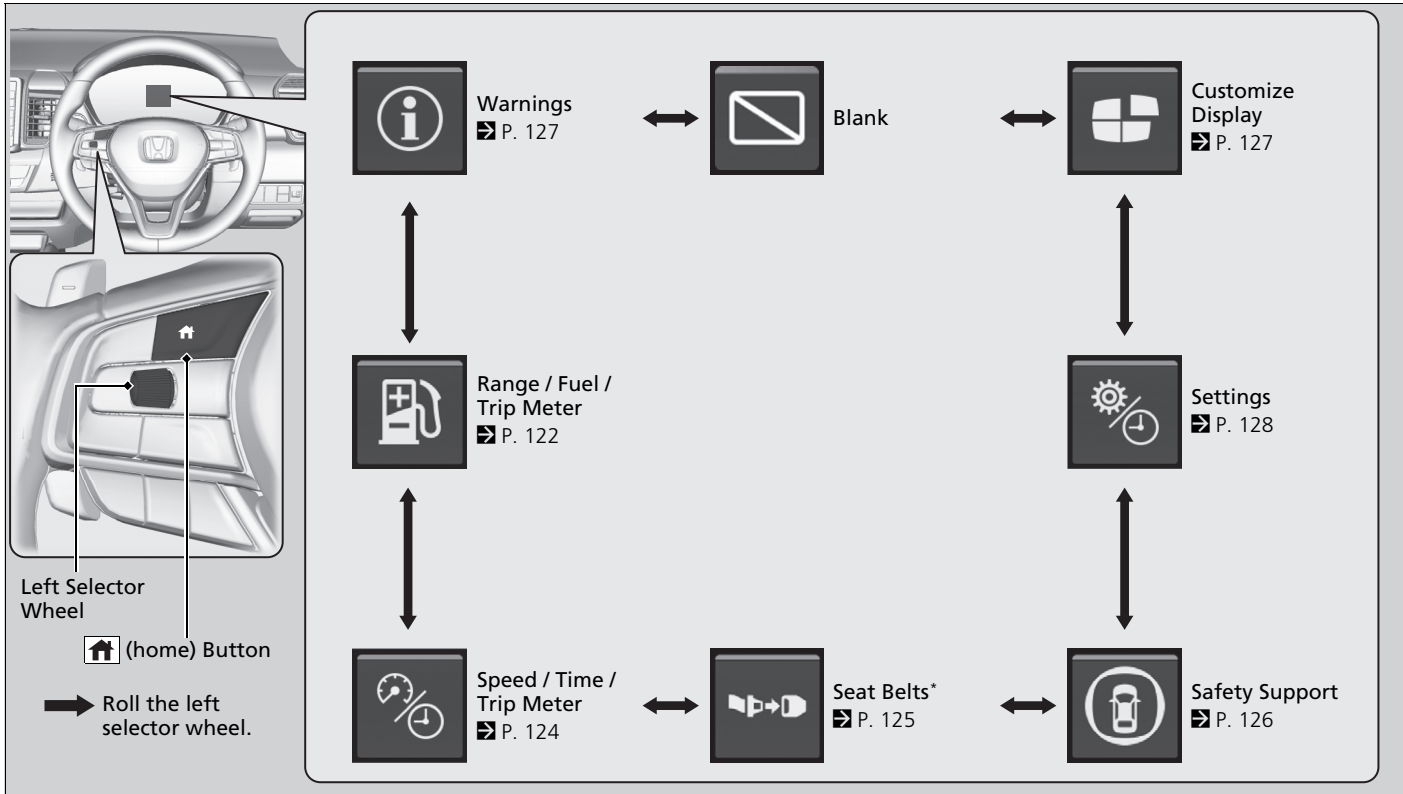 Warnings
P. 127
Blank
Customize
Display
P. 127
Range / Fuel /
Trip Meter
P. 122
Settings
P. 128
Left Selector
Wheel
(home) Button
Roll the left
selector wheel.
Speed / Time /
Trip Meter
P. 124
Seat Belts*
P. 125
Safety Support
P. 126